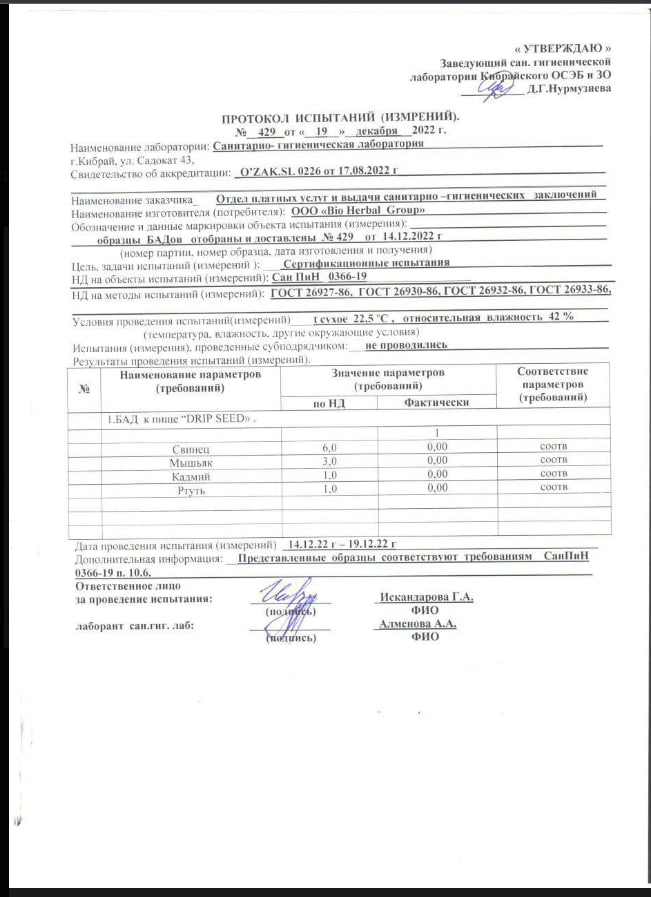 « УТВЕРЖДАЮ »
Заведующий сан. гигиенической
лаборатории Кибрайского ОСЭБ и ЗО
Д.Г.Нурмузиева
ПРОТОКОЛ ИСПЫТАНИЙ (ИЗМЕРЕНИЙ).
№ 429 от « 19 » декабря 2022 г.
Наименование лаборатории: Санитарно- гигиеническая лаборатория
г.Кибрай, ул. Садокат 43,
Свидетельство об аккредитации: O'ZAK.SL 0226 от 17.08.2022 г
Наименование заказчика Отдел платных услуг и выдачи санитарно –гигиенических заключений
Наименование изготовителя (потребителя): ООО «Bio Herbal Group»
Обозначение и данные маркировки объекта испытания (измерения):
образцы БАДов отобраны и доставлены № 429 от 14.12.2022 г
(номер партии, номер образца, дата изготовления и получения)
Цель, задачи испытаний (измерений ): Сертификационные испытания
НД на объекты испытаний (измерений): Сан ПиН 0366-19
НД на методы испытаний (измерений): ГОСТ 26927-86, ГОСТ 26930-86, ГОСТ 26932-86, ГОСТ 26933-86,
Условия проведения испытаний(измерений) t сухое 22,5 °С , относительная влажность 42 %
(температура, влажность, другие окружающие условия)
Испытания (измерения), проведенные субподрядчиком: не проводились
Результаты проведения испытаний (измерений).
№ Наименование параметров (требований) Значение параметров (требований) Соответствие параметров (требований)
по НД Фактически
1.БАД к пище “DRIP SEED» .
1
Свинец 6,0 0,00 соотв
Мышьяк 3,0 0,00 соотв
Кадмий 1,0 0,00 соотв
Ртуть 1,0 0,00 соотв
Дата проведения испытания (измерений) 14.12.22 г – 19.12.22 г
Дополнительная информация: Представленные образцы соответствуют требованиям СанПиН
0366-19 п. 10.6.
Ответственное лицо
за проведение испытания: Искандарова Г.А.
(подпись) ФИО
лаборант сан.гиг. лаб: Алменова А.А.
(подпись) ФИО